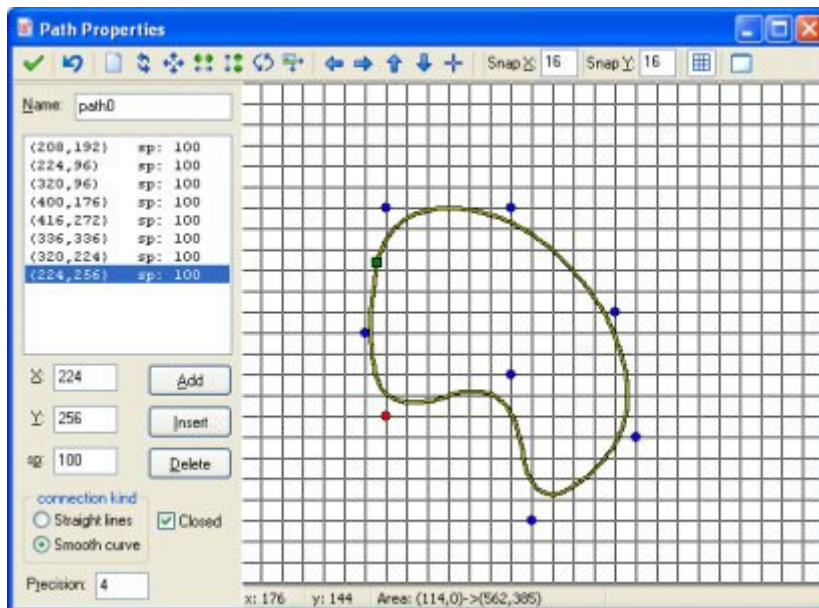 Path Properties
Snap X: 16 Snap Y: 16
Name: path0
(208,192) sp: 100
(224,96) sp: 100
(320,96) sp: 100
(400,176) sp: 100
(416,272) sp: 100
(336,336) sp: 100
(320,224) sp: 100
(224,256) sp: 100
X: 224 Add
Y: 256 Insert
sp: 100 Delete
connection kind
Straight lines Closed
Smooth curve
Precision: 4
x: 176 y: 144 Area: (114,0)->(562,385)